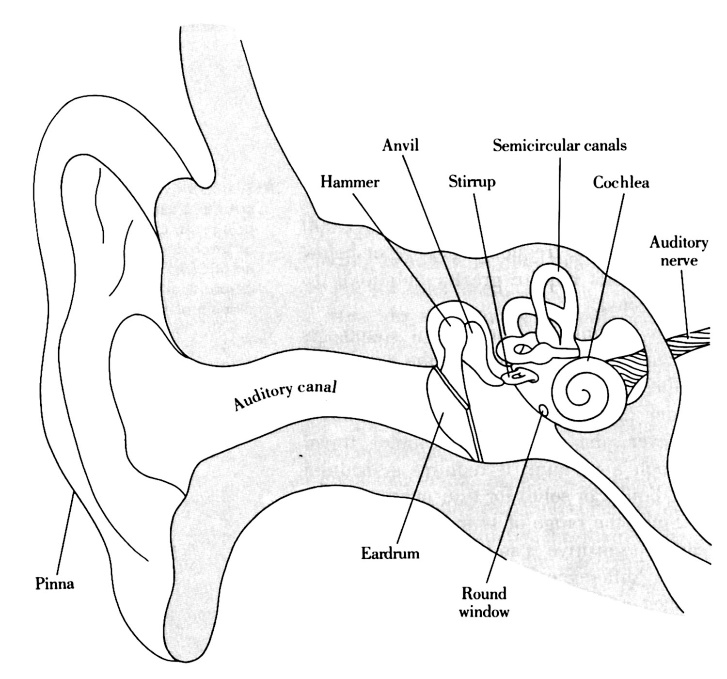 Anvil
Semicircular canals
Hammer
Stirrup
Cochlea
Auditory
nerve
Auditory canal
Eardrum
Pinna
Round
window